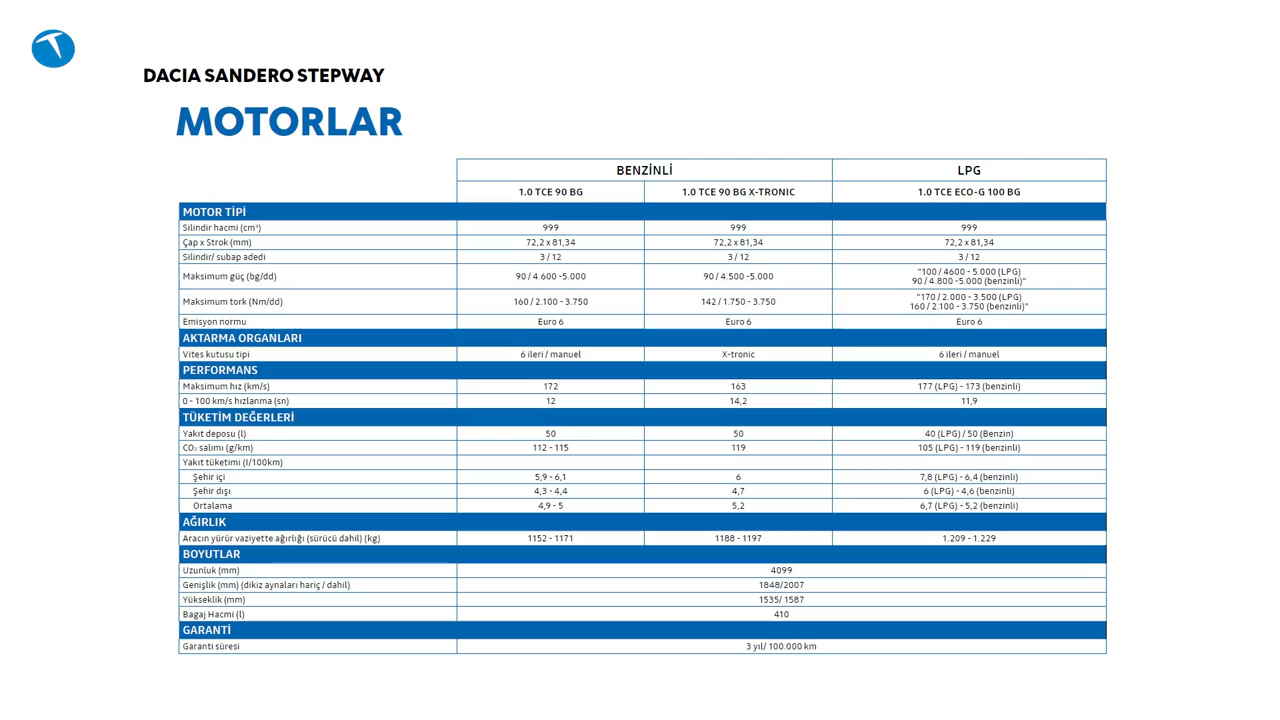 DACIA SANDERO STEPWAY
MOTORLAR
BENZİNLİ LPG
1.0 TCE 90 BG 1.0 TCE 90 BG X-TRONIC 1.0 TCE ECO-G 100 BG
MOTOR TİPİ
Silindir hacmi (cm³) 999 999 999
Çap x Strok (mm) 72,2 x 81,34 72,2 x 81,34 72,2 x 81,34
Silindir/ subap adedi 3 / 12 3 / 12 3 / 12
Maksimum güç (bg/dd) 90 / 4.600 -5.000 90 / 4.500 -5.000 "100 / 4600 - 5.000 (LPG)
90 / 4.800 -5.000 (benzinli)"
Maksimum tork (Nm/dd) 160 / 2.100 - 3.750 142 / 1.750 - 3.750 "170 / 2.000 - 3.500 (LPG)
160 / 2.100 - 3.750 (benzinli)"
Emisyon normu Euro 6 Euro 6 Euro 6
AKTARMA ORGANLARI
Vites kutusu tipi 6 ileri / manuel X-tronic 6 ileri / manuel
PERFORMANS
Maksimum hız (km/s) 172 163 177 (LPG) - 173 (benzinli)
0 - 100 km/s hızlanma (sn) 12 14,2 11,9
TÜKETİM DEĞERLERİ
Yakıt deposu (l) 50 50 40 (LPG) / 50 (Benzin)
CO₂ salımı (g/km) 112 - 115 119 105 (LPG) - 119 (benzinli)
Yakıt tüketimi (I/100km)
Şehir içi 5,9 - 6,1 6 7,8 (LPG) - 6,4 (benzinli)
Şehir dışı 4,3 - 4,4 4,7 6 (LPG) - 4,6 (benzinli)
Ortalama 4,9 - 5 5,2 6,7 (LPG) - 5,2 (benzinli)
AĞIRLIK
Aracın yürür vaziyette ağırlığı (sürücü dahil) (kg) 1152 - 1171 1188 - 1197 1.209 - 1.229
BOYUTLAR
Uzunluk (mm) 4099
Genişlik (mm) (dikiz aynaları hariç / dahil) 1848/2007
Yükseklik (mm) 1535/ 1587
Bagaj Hacmi (l) 410
GARANTİ
Garanti süresi 3 yıl/ 100.000 km